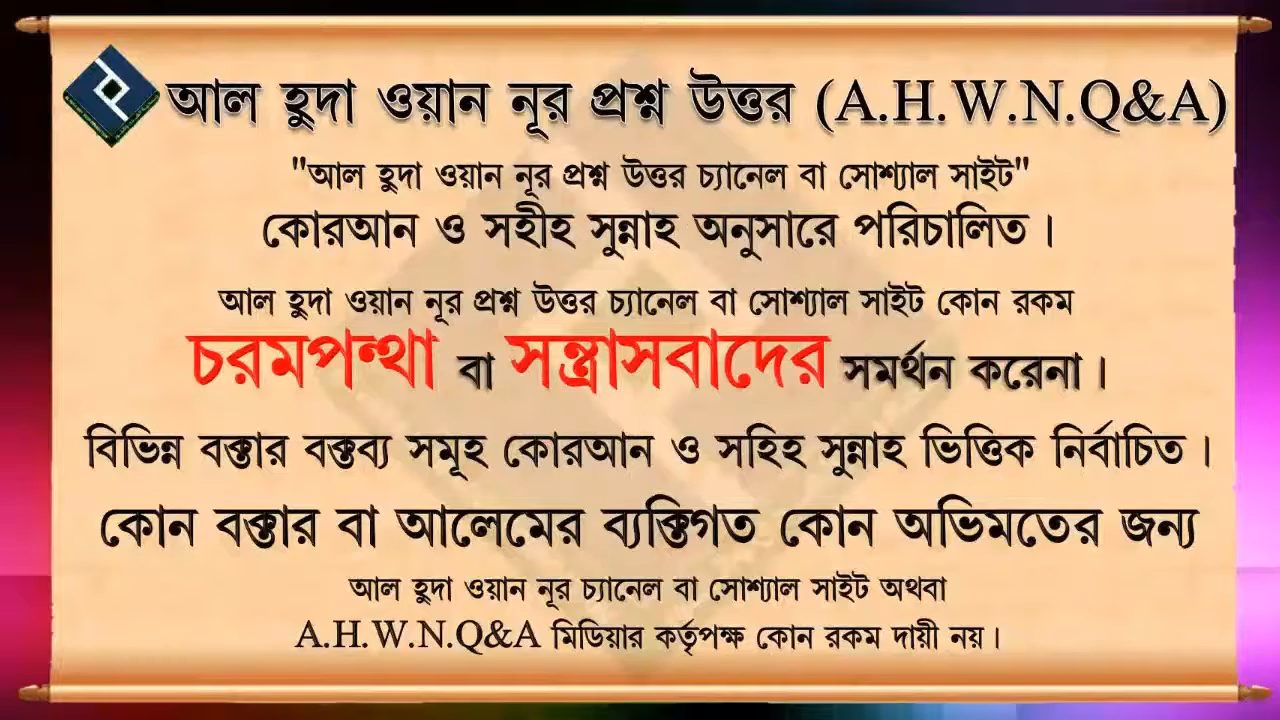 আল হুদা ওয়ান নূর প্রশ্ন উত্তর (A.H.W.N.Q&A)
"আল হুদা ওয়ান নূর প্রশ্ন উত্তর চ্যানেল বা সোশ্যাল সাইট"
কোরআন ও সহীহ সুন্নাহ অনুসারে পরিচালিত ।
আল হুদা ওয়ান নূর প্রশ্ন উত্তর চ্যানেল বা সোশ্যাল সাইট কোন রকম
চরমপন্থা বা সন্ত্রাসবাদের সমর্থন করেনা ।
বিভিন্ন বক্তার বক্তব্য সমূহ কোরআন ও সহিহ সুন্নাহ ভিত্তিক নির্বাচিত ।
কোন বক্তার বা আলেমের ব্যক্তিগত কোন অভিমতের জন্য
আল হুদা ওয়ান নূর চ্যানেল বা সোশ্যাল সাইট অথবা
A.H.W.N.Q&A মিডিয়ার কর্তৃপক্ষ কোন রকম দায়ী নয় ।